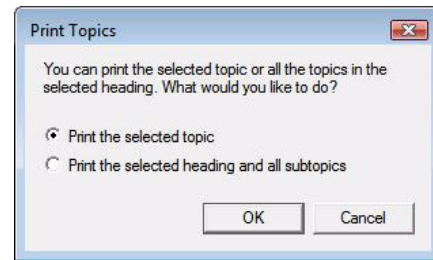 Print Topics
You can print the selected topic or all the topics in the
selected heading. What would you like to do?
Print the selected topic
Print the selected heading and all subtopics
OK Cancel